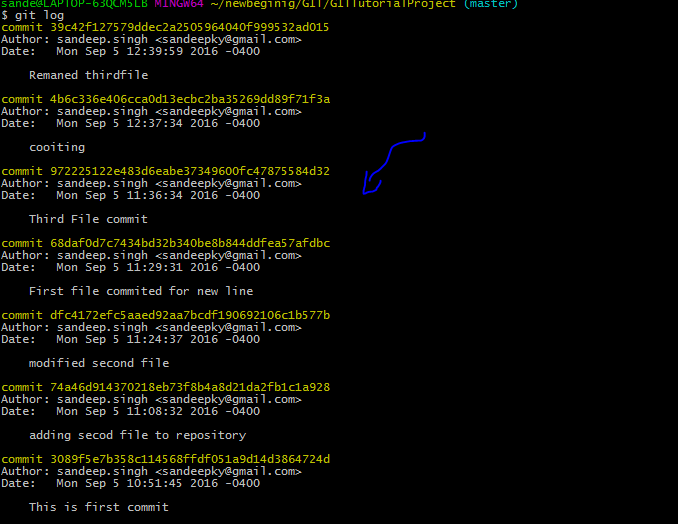 sande@LAPTOP-63QCM5LB MINGW64 ~/newbeginig/GIT/GITTutorialProject (master)
$ git log
commit 39c42f127579ddec2a2505964040f999532ad015
Author: sandeep.singh <sandeepky@gmail.com>
Date:   Mon Sep 5 12:39:59 2016 -0400
Remaned thirdfile
commit 4b6c336e406cca0d13ecbc2ba35269dd89f71f3a
Author: sandeep.singh <sandeepky@gmail.com>
Date:   Mon Sep 5 12:37:34 2016 -0400
cooiting
commit 972225122e483d6eabe37349600fc47875584d32
Author: sandeep.singh <sandeepky@gmail.com>
Date:   Mon Sep 5 11:36:34 2016 -0400
Third File commit
commit 68daf0d7c7434bd32b340be8b844ddfea57afdbc
Author: sandeep.singh <sandeepky@gmail.com>
Date:   Mon Sep 5 11:29:31 2016 -0400
First file commited for new line
commit dfc4172efc5aaed92aa7bcdf190692106c1b577b
Author: sandeep.singh <sandeepky@gmail.com>
Date:   Mon Sep 5 11:24:37 2016 -0400
modified second file
commit 74a46d914370218eb73f8b4a8d21da2fb1c1a928
Author: sandeep.singh <sandeepky@gmail.com>
Date:   Mon Sep 5 11:08:32 2016 -0400
adding secod file to repository
commit 3089f5e7b358c114568ffdf051a9d14d3864724d
Author: sandeep.singh <sandeepky@gmail.com>
Date:   Mon Sep 5 10:51:45 2016 -0400
This is first commit